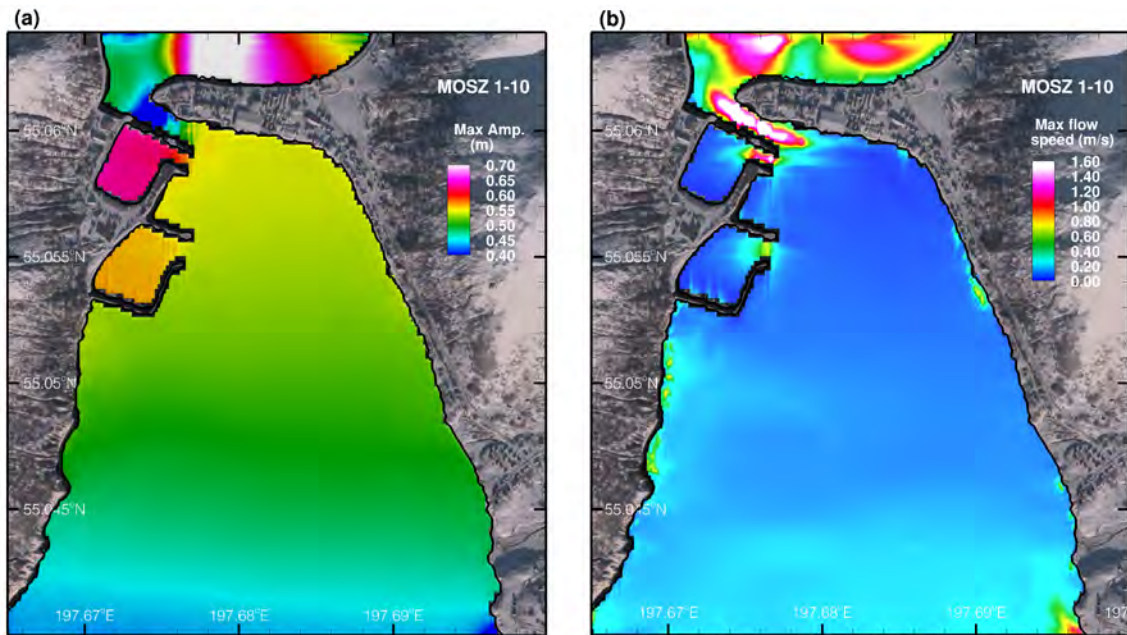 (a)
MOSZ 1-10
Max Amp.
(m)
0.70
0.65
0.60
0.55
0.50
0.45
0.40
55.06°N
55.055°N
55.05°N
55.045°N
197.67°E
197.68°E
197.69°E
(b)
MOSZ 1-10
Max flow
speed (m/s)
1.60
1.40
1.20
1.00
0.80
0.60
0.40
0.20
0.00
55.06°N
55.055°N
55.05°N
55.045°N
197.67°E
197.68°E
197.69°E
197.7